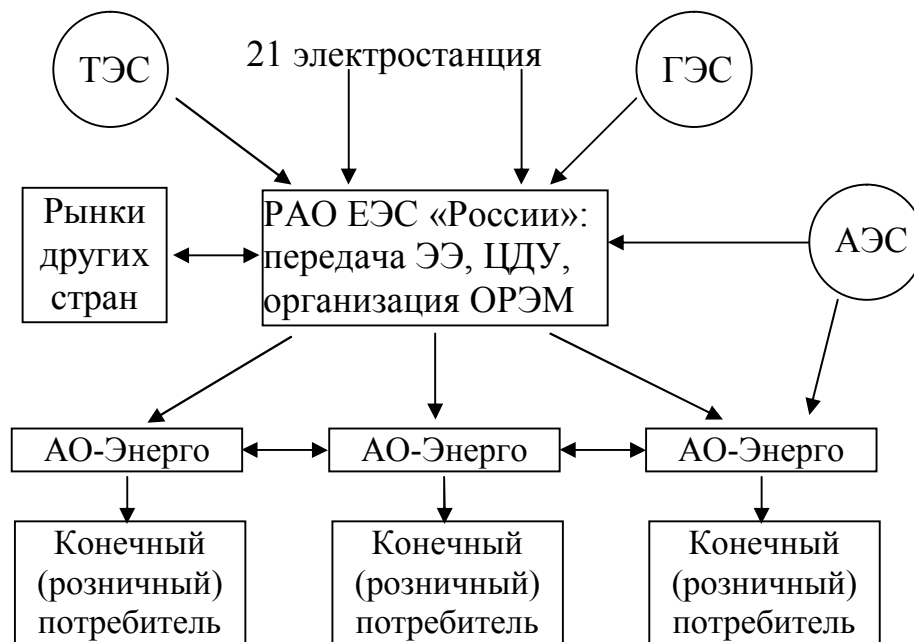 ТЭС
21 электростанция
ГЭС
Рынки
других
стран
РАО ЕЭС «России»:
передача ЭЭ, ЦДУ,
организация ОРЭМ
АЭС
АО-Энерго
АО-Энерго
АО-Энерго
Конечный
(розничный)
потребитель
Конечный
(розничный)
потребитель
Конечный
(розничный)
потребитель